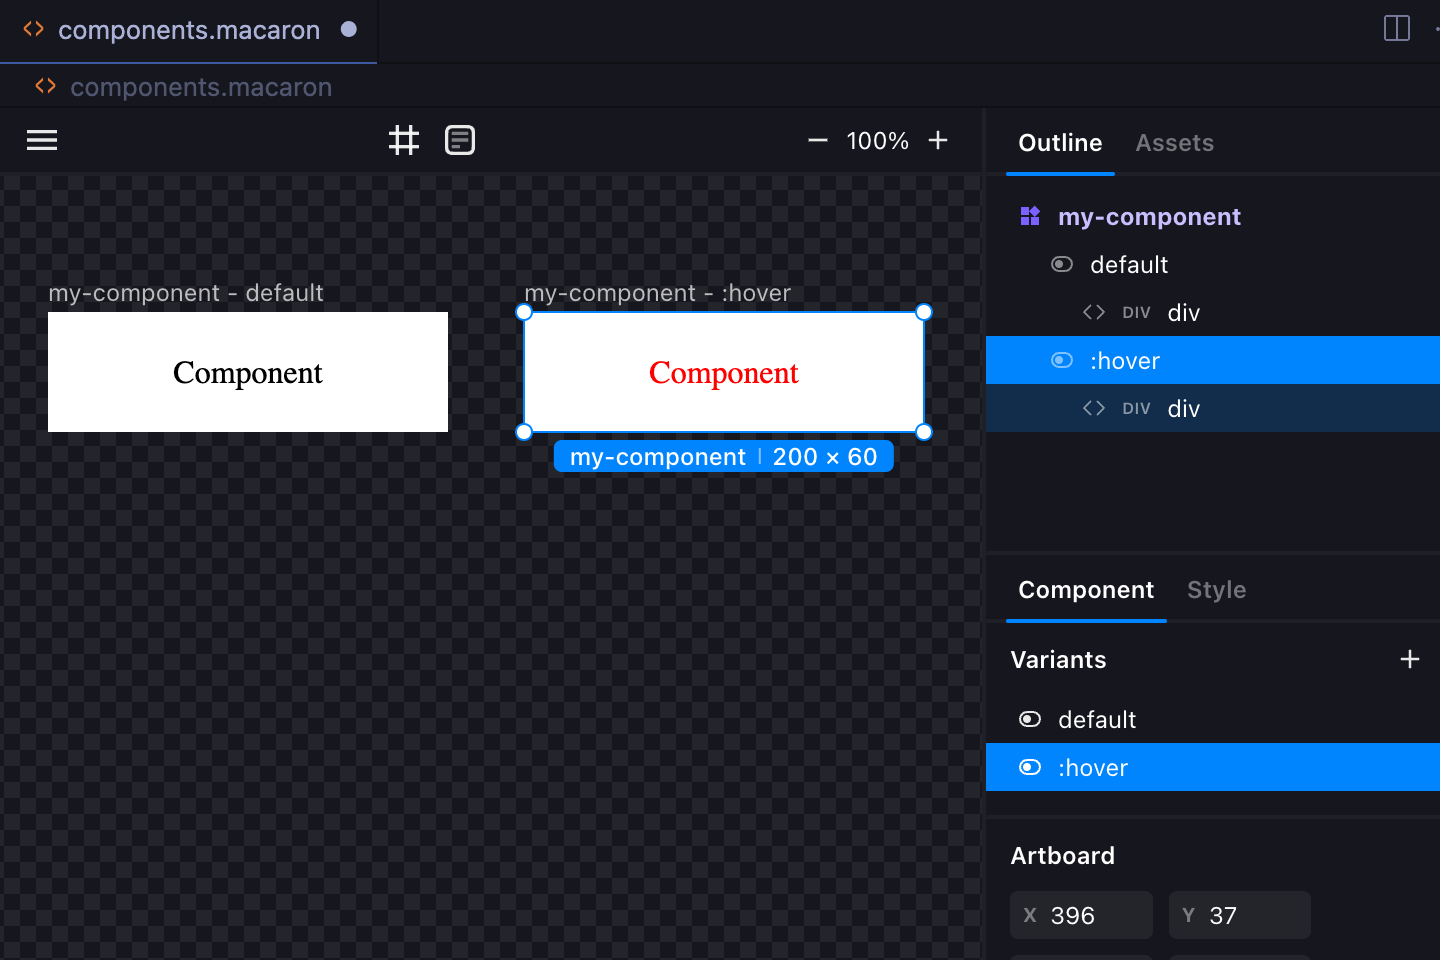 components.macaron
components.macaron
100%
Outline Assets
my-component
default
DIV div
:hover
DIV div
my-component - default
my-component - :hover
Component
Component
my-component 200 × 60
Component Style
Variants
default
:hover
Artboard
X 396 Y 37